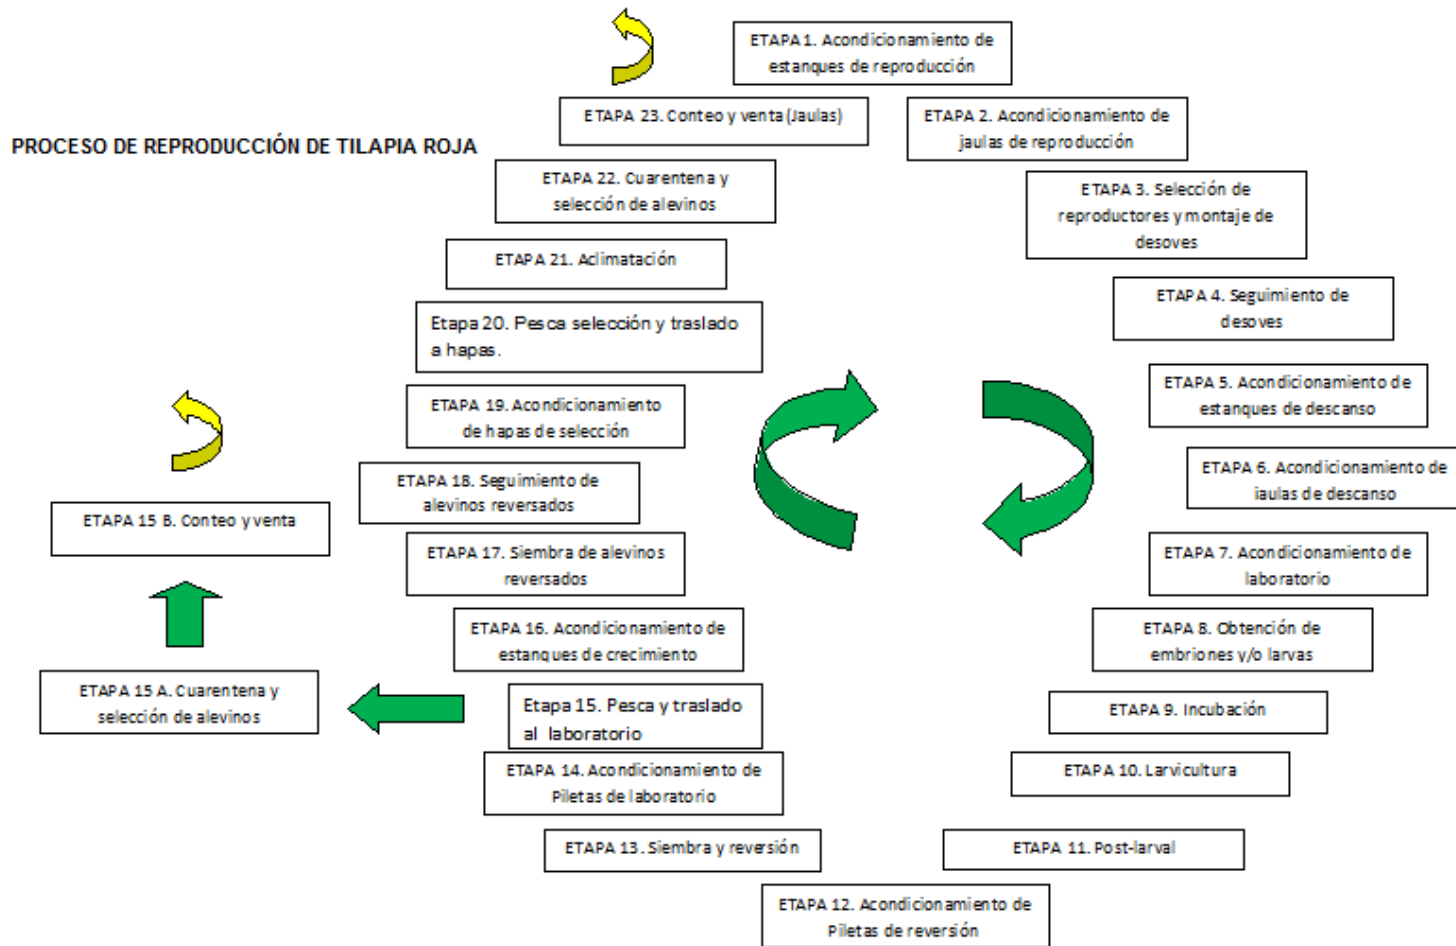 PROCESO DE REPRODUCCIÓN DE TILAPIA ROJA
ETAPA 1. Acondicionamiento de
estanques de reproducción
ETAPA 2. Acondicionamiento de
jaulas de reproducción
ETAPA 3. Selección de
reproductores y montaje de
desoves
ETAPA 4. Seguimiento de
desoves
ETAPA 5. Acondicionamiento de
estanques de descanso
ETAPA 6. Acondicionamiento de
jaulas de descanso
ETAPA 7. Acondicionamiento de
laboratorio
ETAPA 8. Obtención de
embriones y/o larvas
ETAPA 9. Incubación
ETAPA 10. Larvicultura
ETAPA 11. Post-larval
ETAPA 12. Acondicionamiento de
Piletas de reversión
ETAPA 13. Siembra y reversión
ETAPA 14. Acondicionamiento de
Piletas de laboratorio
Etapa 15. Pesca y traslado
al laboratorio
ETAPA 15 A. Cuarentena y
selección de alevinos
ETAPA 15 B. Conteo y venta
ETAPA 16. Acondicionamiento de
estanques de crecimiento
ETAPA 17. Siembra de alevinos
reversados
ETAPA 18. Seguimiento de
alevinos reversados
ETAPA 19. Acondicionamiento
de hapas de selección
Etapa 20. Pesca selección y traslado
a hapas.
ETAPA 21. Aclimatación
ETAPA 22. Cuarentena y
selección de alevinos
ETAPA 23. Conteo y venta (Jaulas)